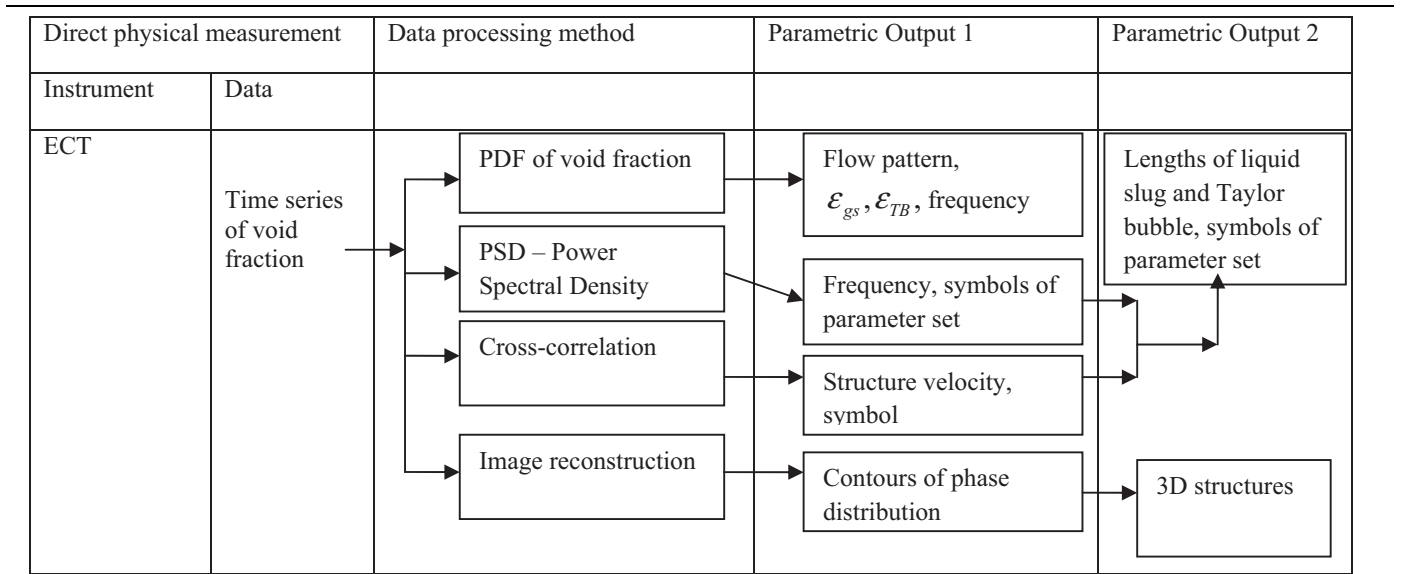 Direct physical measurement
Data processing method
Parametric Output 1
Parametric Output 2
Instrument
Data
ECT
Time series
of void
fraction
PDF of void fraction
PSD – Power
Spectral Density
Cross-correlation
Image reconstruction
Flow pattern,
ε_gs, ε_TB, frequency
Frequency, symbols of
parameter set
Structure velocity,
symbol
Contours of phase
distribution
Lengths of liquid
slug and Taylor
bubble, symbols of
parameter set
3D structures